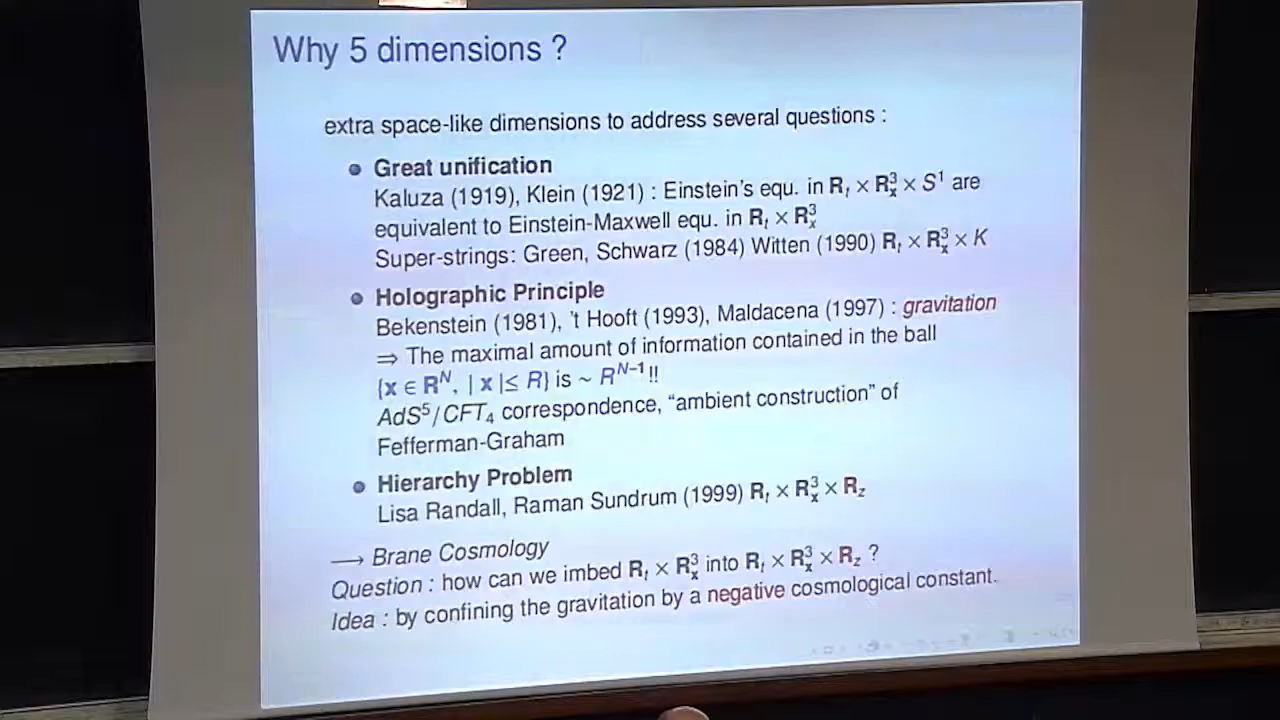 Why 5 dimensions ?
extra space-like dimensions to address several questions :
Great unification
Kaluza (1919), Klein (1921) : Einstein's equ. in R_t × R_x^3 × S^1 are
equivalent to Einstein-Maxwell equ. in R_t × R_x^3
Super-strings: Green, Schwarz (1984) Witten (1990) R_t × R_x^3 × K
Holographic Principle
Bekenstein (1981), 't Hooft (1993), Maldacena (1997) : gravitation
⇒ The maximal amount of information contained in the ball
{x ∈ R^N, | x |≤ R} is ~ R^{N−1} !!
AdS^5/CFT_4 correspondence, “ambient construction” of
Fefferman-Graham
Hierarchy Problem
Lisa Randall, Raman Sundrum (1999) R_t × R_x^3 × R_z
⟶ Brane Cosmology
Question : how can we imbed R_t × R_x^3 into R_t × R_x^3 × R_z ?
Idea : by confining the gravitation by a negative cosmological constant.